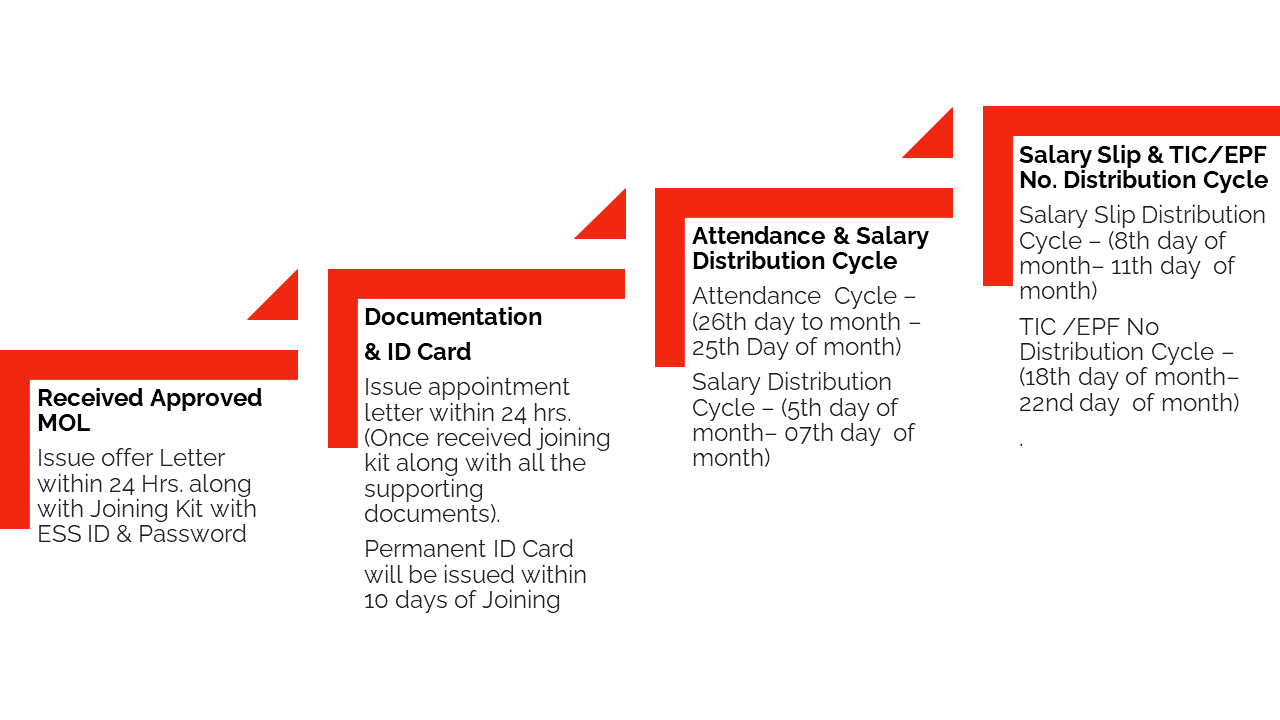 Received Approved
MOL
Issue offer Letter
within 24 Hrs. along
with Joining Kit with
ESS ID & Password
Documentation
& ID Card
Issue appointment
letter within 24 hrs.
(Once received joining
kit along with all the
supporting
documents).
Permanent ID Card
will be issued within
10 days of Joining
Attendance & Salary
Distribution Cycle
Attendance  Cycle –
(26th day to month –
25th Day of month)
Salary Distribution
Cycle – (5th day of
month– 07th day  of
month)
Salary Slip & TIC/EPF
No. Distribution Cycle
Salary Slip Distribution
Cycle – (8th day of
month– 11th day  of
month)
TIC /EPF No
Distribution Cycle –
(18th day of month–
22nd day  of month)
.